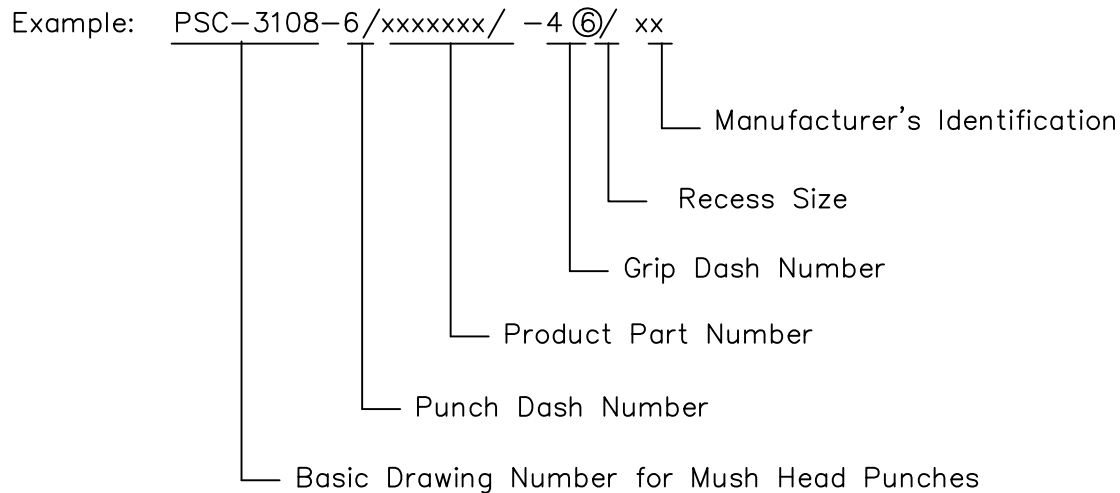 Example: PSC-3108-6/xxxxxxx/ -4 ⑥/ xx
Manufacturer's Identification
Recess Size
Grip Dash Number
Product Part Number
Punch Dash Number
Basic Drawing Number for Mush Head Punches